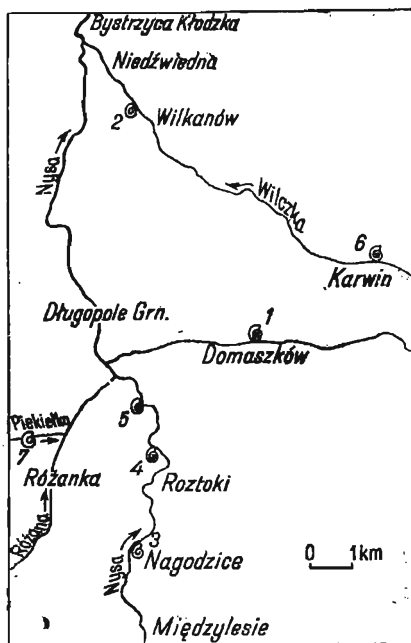 Bystrzyca Kłodzka
Niedźwiedna
2
Wilkanów
Nysa
Wilczka
6
Karwin
Długopole Grn.
1
Domaszków
5
Piekiełko
7
4
Różanka
Roztoki
Różana
3
0 1km
Nysa
Nagodzice
Międzylesie